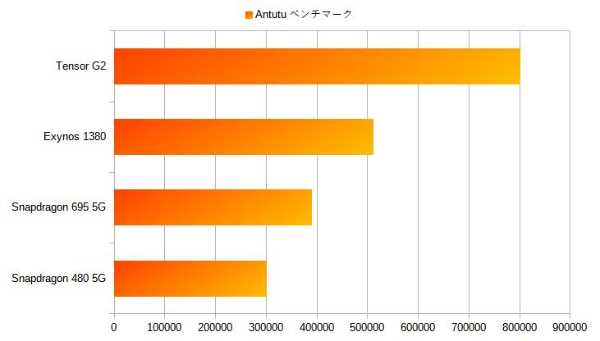 Antutu ベンチマーク
Tensor G2
Exynos 1380
Snapdragon 695 5G
Snapdragon 480 5G
0 100000 200000 300000 400000 500000 600000 700000 800000 900000